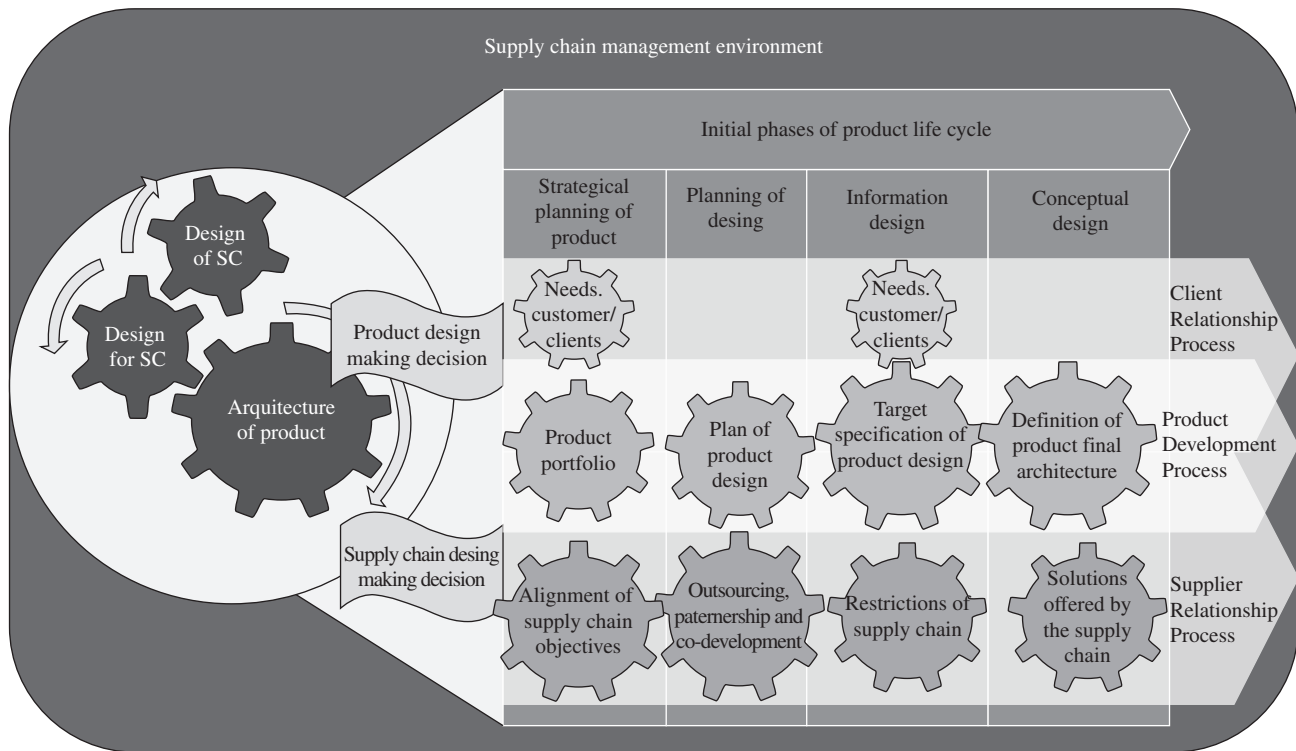 Supply chain management environment
Initial phases of product life cycle
Strategical
planning of
product
Planning of
desing
Information
design
Conceptual
design
Design
of SC
Design
for SC
Arquitecture
of product
Product design
making decision
Supply chain desing
making decision
Needs.
customer/
clients
Needs.
customer/
clients
Client
Relationship
Process
Product
portfolio
Plan of
product
design
Target
specification of
product design
Definition of
product final
architecture
Product
Development
Process
Alignment of
supply chain
objectives
Outsourcing,
paternership and
co-development
Restrictions of
supply chain
Solutions
offered by
the supply
chain
Supplier
Relationship
Process